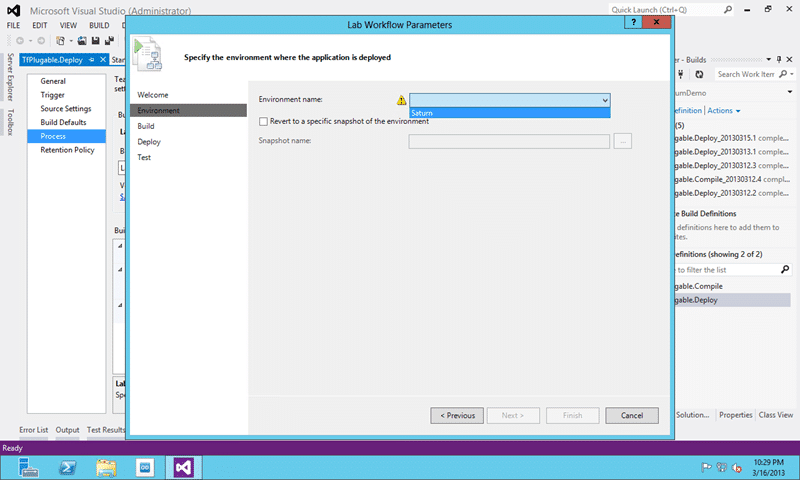 Microsoft Visual Studio (Administrator)
Quick Launch (Ctrl+Q)
FILE EDIT VIEW
Lab Workflow Parameters
?
Specify the environment where the application is deployed
Server Explorer
Toolbox
TfPlugable.Deploy
General
Trigger
Source Settings
Build Defaults
Process
Retention Policy
Welcome
Environment
Build
Deploy
Test
Environment name:
Saturn
Revert to a specific snapshot of the environment
Snapshot name:
...
< Previous
Next >
Finish
Cancel
r - Builds
Search Work Item
umDemo
efinition | Actions
(5)
gable.Deploy_20130315.1 comple...
gable.Deploy_20130313.1 comple...
gable.Deploy_20130312.3 comple...
gable.Compile_20130312.4 comple...
gable.Deploy_20130312.2 comple...
te Build Definitions
definitions here to add them to
ites.
efinitions (showing 2 of 2)
e to filter the list
gable.Compile
gable.Deploy
Solution... Properties Class View
Error List Output Test Results
Ready
10:29 PM
3/16/2013